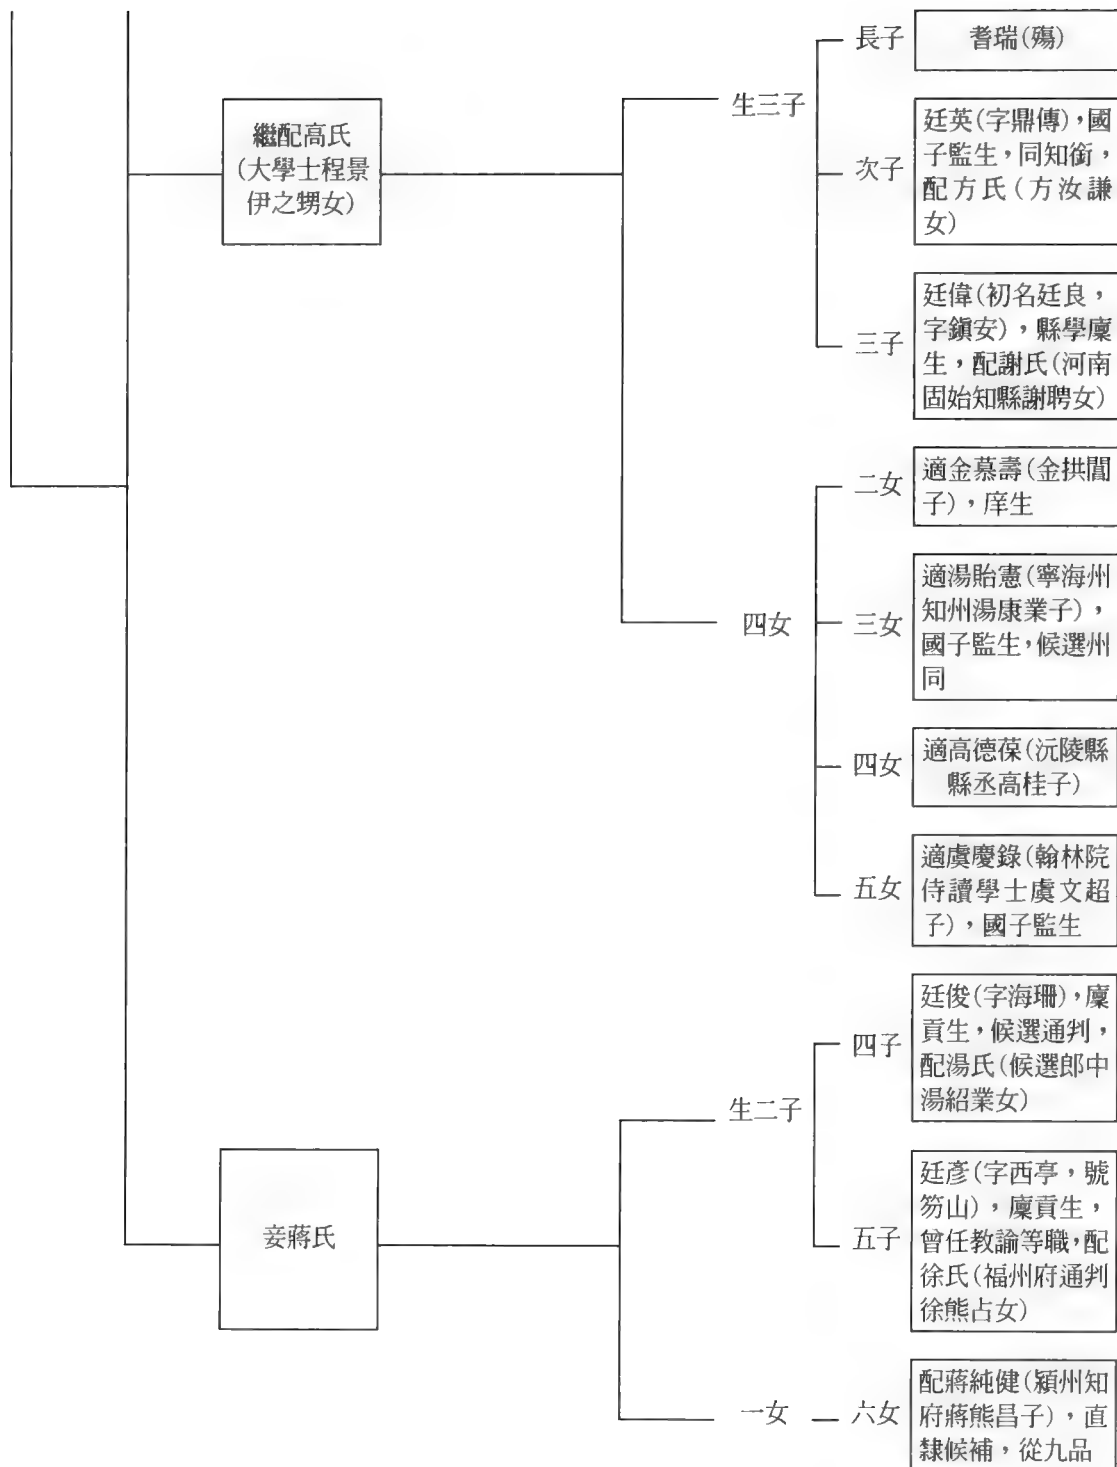 繼配高氏
(大學士程景
伊之甥女)
生三子
長子
耆瑞(殤)
次子
廷英(字鼎傳),國
子監生,同知銜,
配方氏(方汝謙
女)
三子
廷偉(初名廷良,
字鎮安),縣學廩
生,配謝氏(河南
固始知縣謝聘女)
四女
二女
適金慕壽(金拱閶
子),庠生
三女
適湯貽憲(寧海州
知州湯康業子),
國子監生,候選州
同
四女
適高德葆(沅陵縣
縣丞高桂子)
五女
適虞慶錄(翰林院
侍讀學士虞文超
子),國子監生
妾蔣氏
生二子
四子
廷俊(字海珊),廩
貢生,候選通判,
配湯氏(候選郎中
湯紹業女)
五子
廷彥(字西亭,號
笏山),廩貢生,
曾任教諭等職,配
徐氏(福州府通判
徐熊占女)
一女
六女
配蔣純健(潁州知
府蔣熊昌子),直
隸候補,從九品